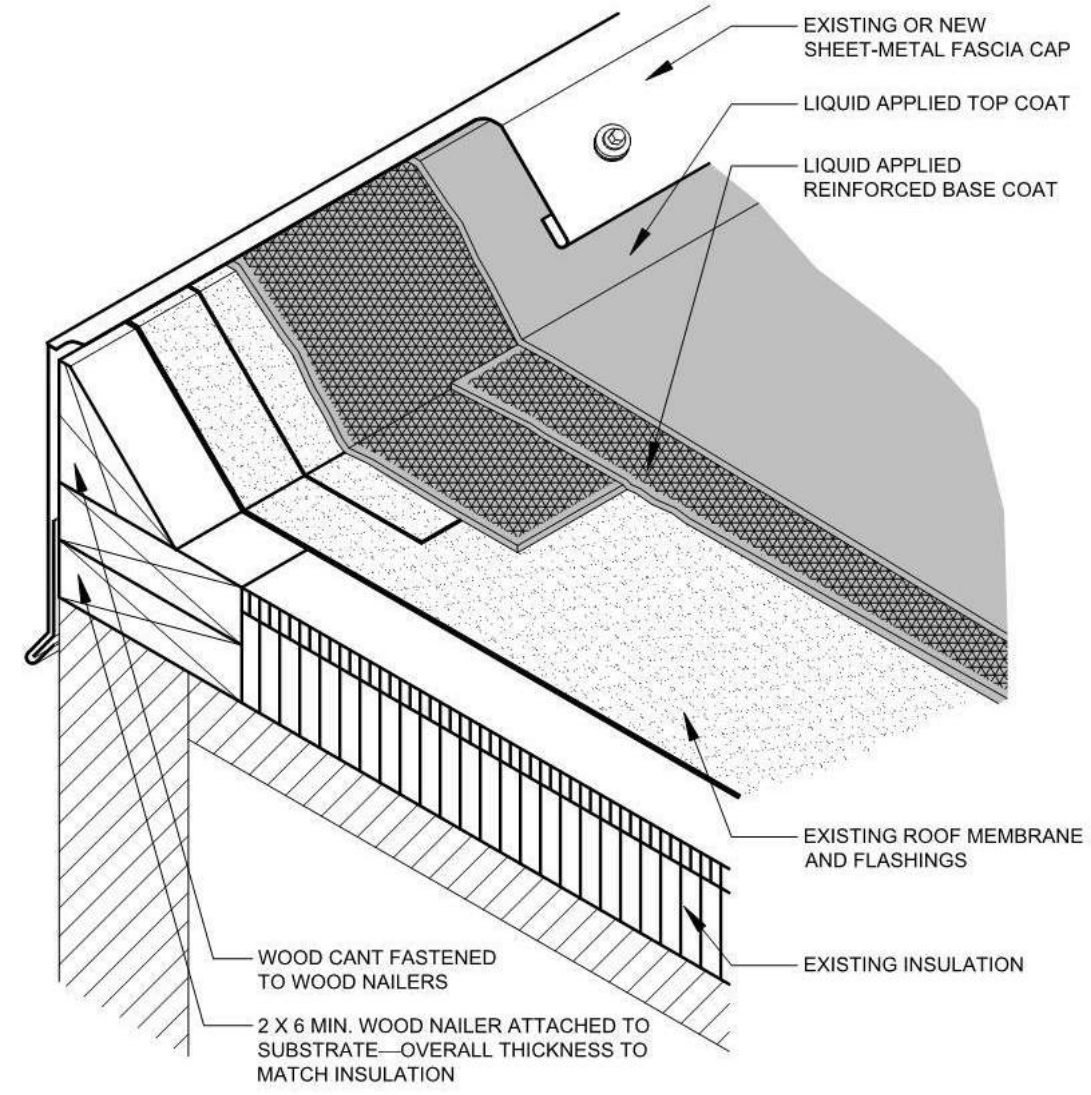 EXISTING OR NEW
SHEET-METAL FASCIA CAP
LIQUID APPLIED TOP COAT
LIQUID APPLIED
REINFORCED BASE COAT
EXISTING ROOF MEMBRANE
AND FLASHINGS
EXISTING INSULATION
WOOD CANT FASTENED
TO WOOD NAILERS
2 X 6 MIN. WOOD NAILER ATTACHED TO
SUBSTRATE—OVERALL THICKNESS TO
MATCH INSULATION